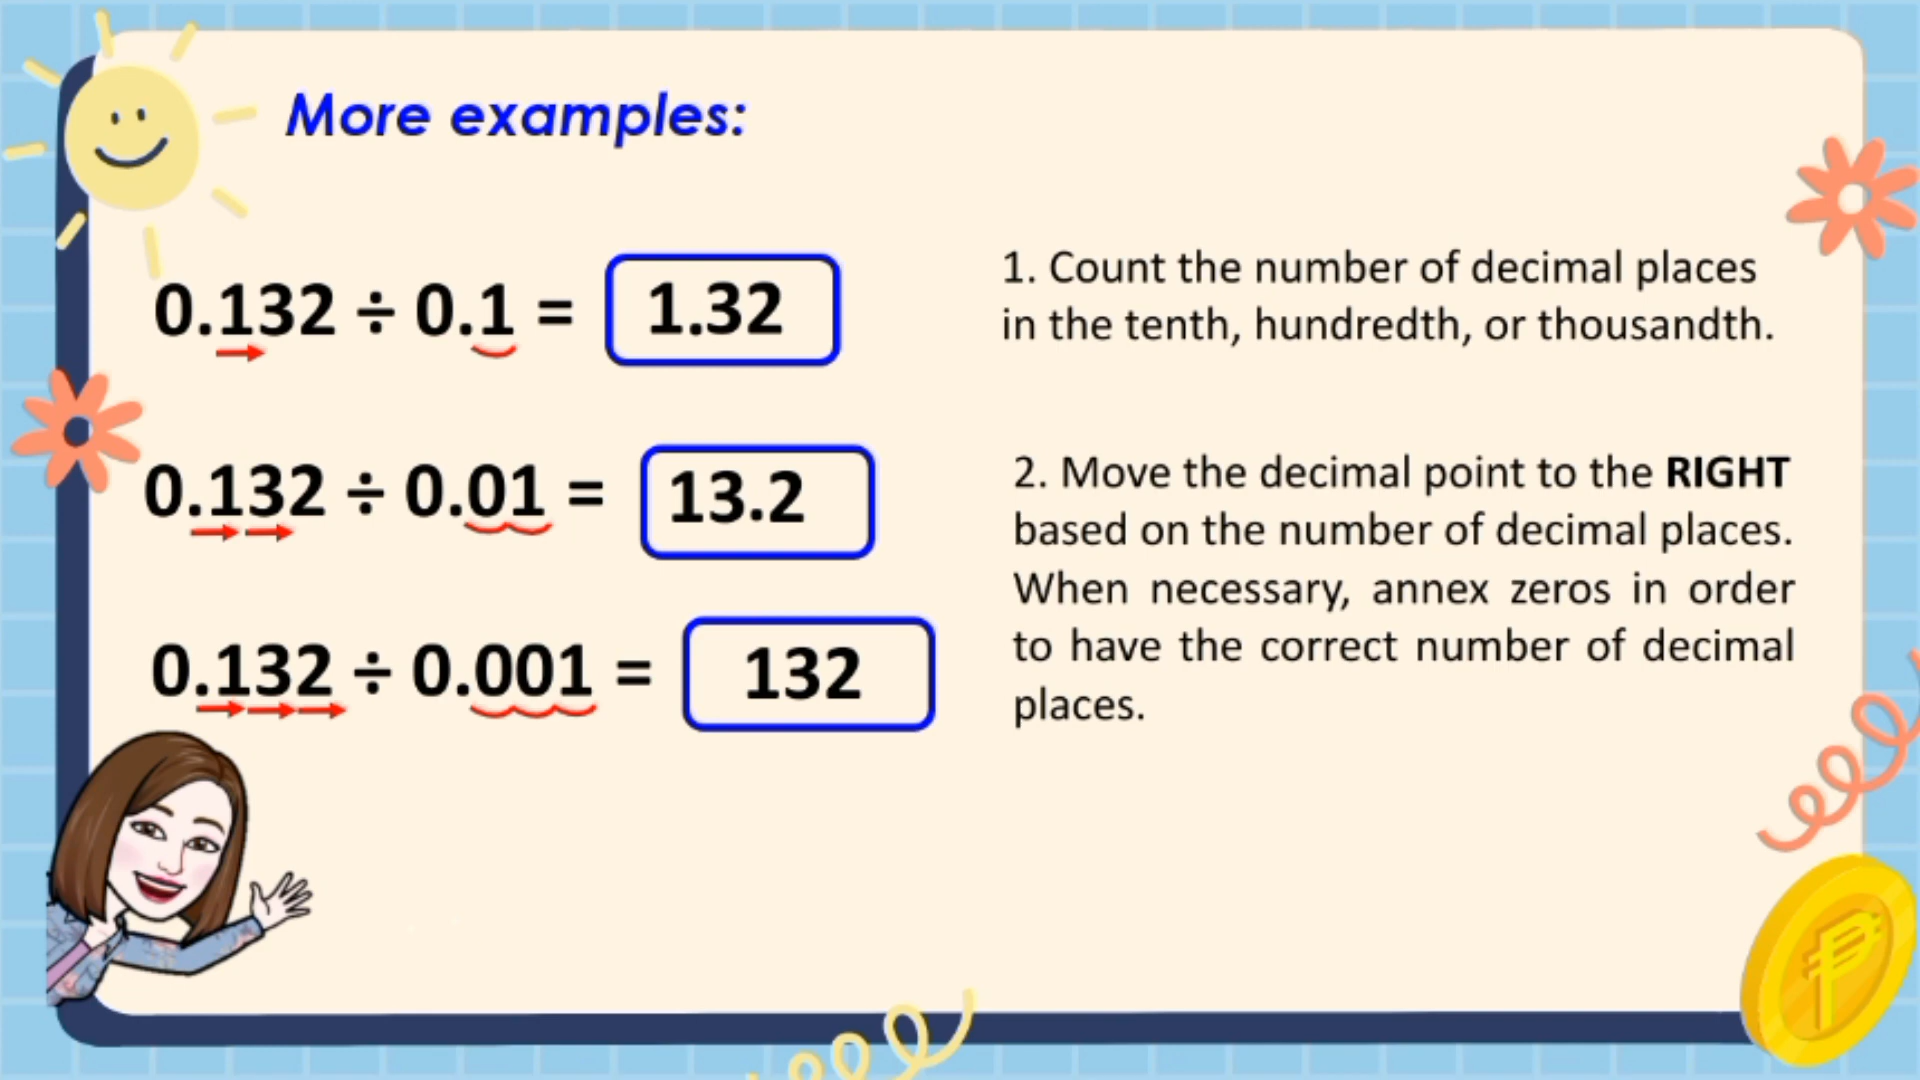 More examples:
0.132 ÷ 0.1 = 1.32
0.132 ÷ 0.01 = 13.2
0.132 ÷ 0.001 = 132
1. Count the number of decimal places
in the tenth, hundredth, or thousandth.
2. Move the decimal point to the RIGHT
based on the number of decimal places.
When necessary, annex zeros in order
to have the correct number of decimal
places.
₱